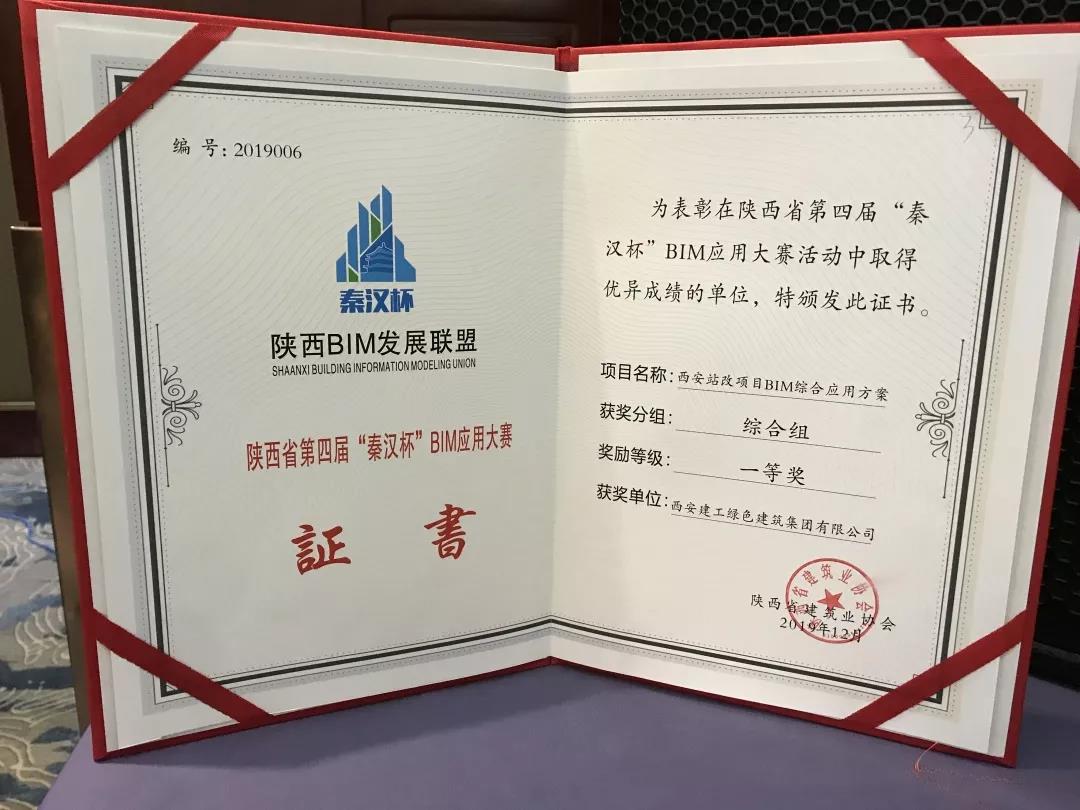 编 号: 2019006
秦汉杯
陕西BIM发展联盟
SHAANXI BUILDING INFORMATION MODELING UNION
陕西省第四届“秦汉杯”BIM应用大赛
証 書
3
为表彰在陕西省第四届“秦
汉杯”BIM应用大赛活动中取得
优异成绩的单位，特颁发此证书。
项目名称: 西安站改项目BIM综合应用方案
获奖分组: 综合组
奖励等级: 一等奖
获奖单位: 西安建工绿色建筑集团有限公司
陕西省建筑业协会
2019年12月
省建筑业协会